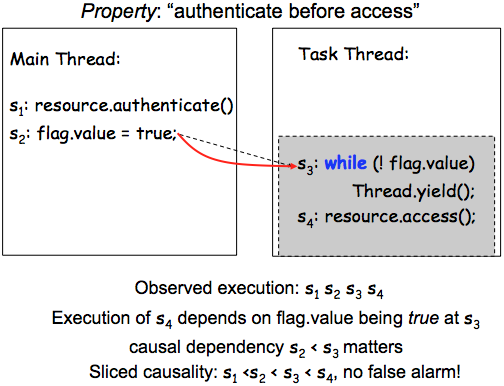 Property: “authenticate before access”
Main Thread:
s₁: resource.authenticate()
s₂: flag.value = true;
Task Thread:
s₃: while (! flag.value)
Thread.yield();
s₄: resource.access();
Observed execution: s₁ s₂ s₃ s₄
Execution of s₄ depends on flag.value being true at s₃
causal dependency s₂ < s₃ matters
Sliced causality: s₁ <s₂ < s₃ < s₄, no false alarm!